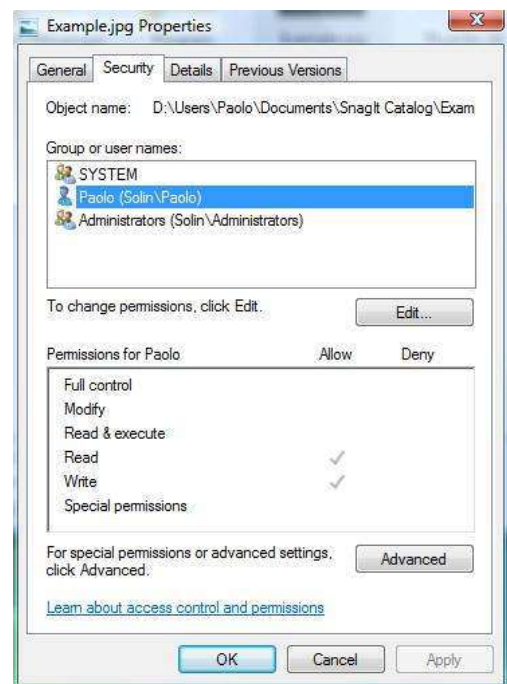 Example.jpg Properties
General Security Details Previous Versions
Object name: D:\Users\Paolo\Documents\SnagIt Catalog\Exam
Group or user names:
SYSTEM
Paolo (Solin\Paolo)
Administrators (Solin\Administrators)
To change permissions, click Edit.
Edit...
Permissions for Paolo Allow Deny
Full control
Modify
Read & execute
Read
Write
Special permissions
For special permissions or advanced settings,
click Advanced.
Advanced
Learn about access control and permissions
OK Cancel Apply